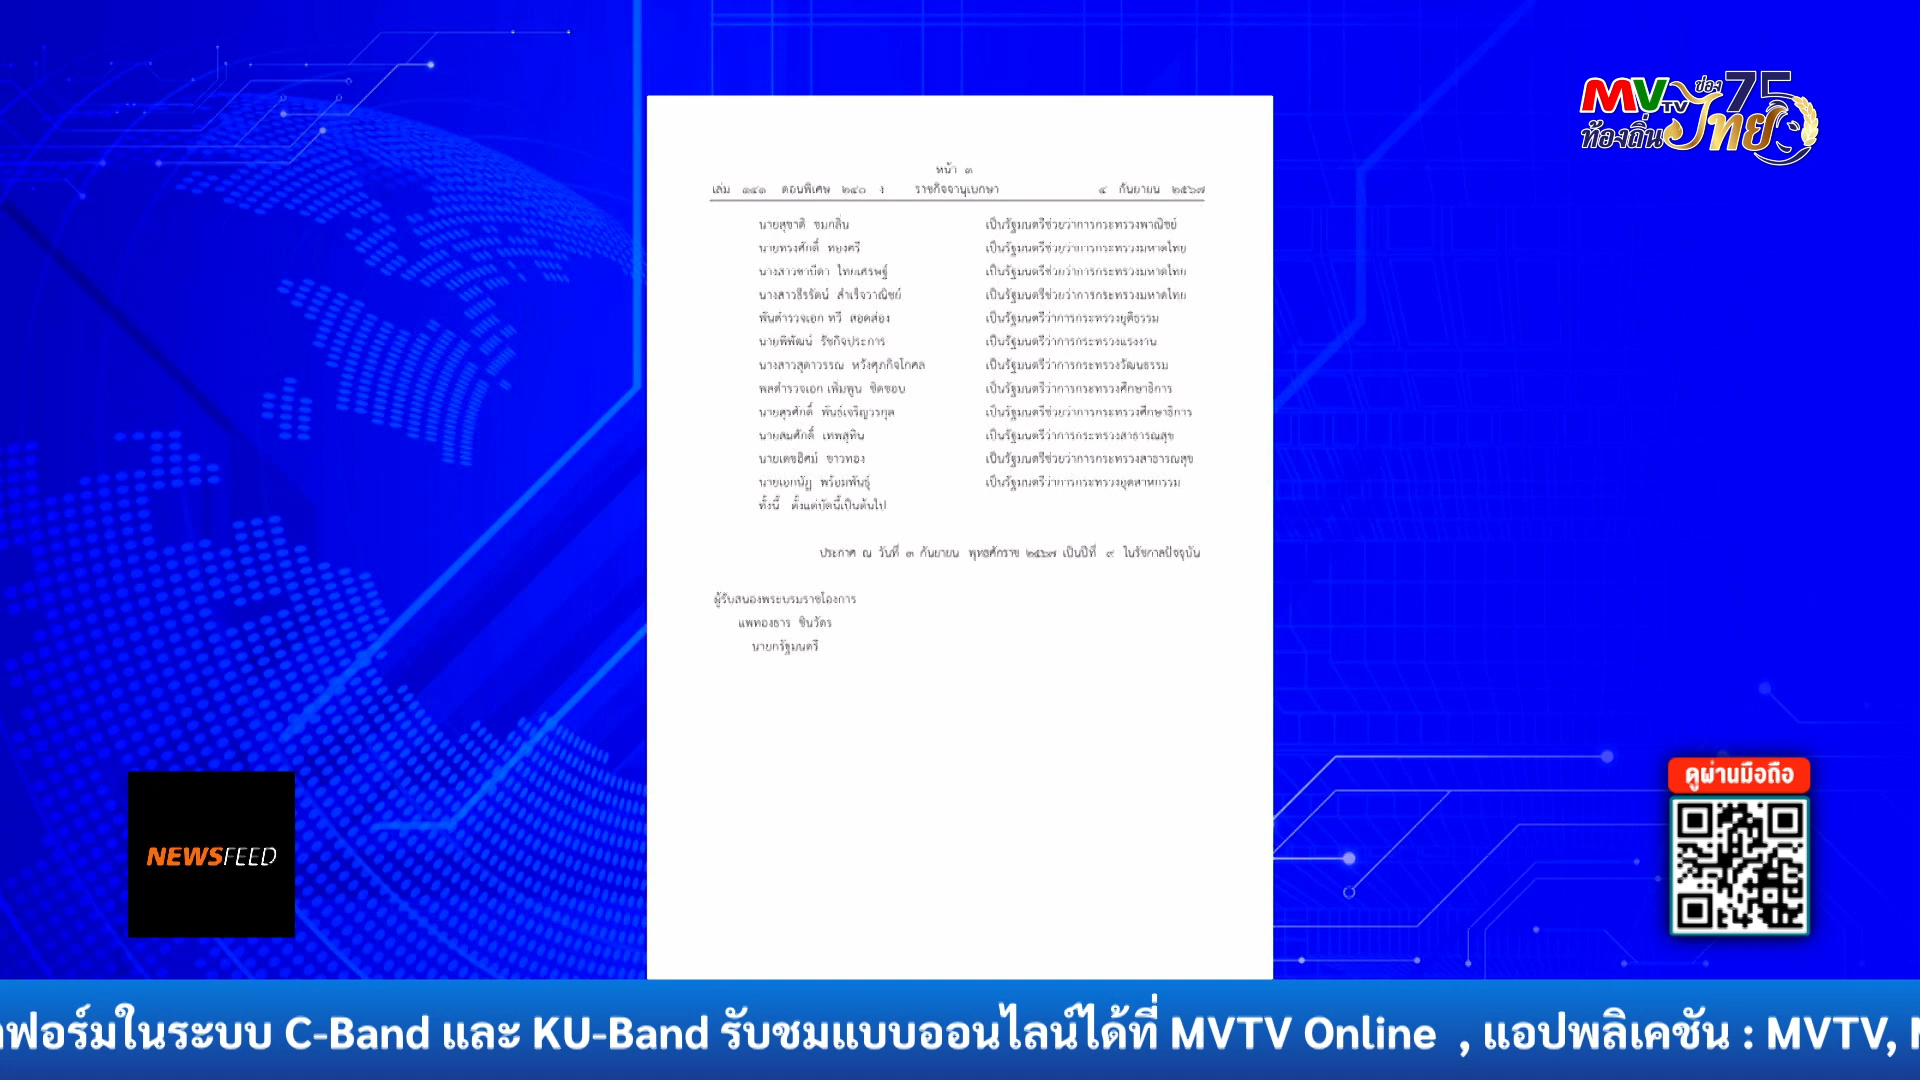 MVTV ช่อง 75
ท้องถิ่นไทย
หน้า ๓
เล่ม ๑๔๑ ตอนพิเศษ ๒๔๐ ง ราชกิจจานุเบกษา ๔ กันยายน ๒๕๖๗
นายสุชาติ ชมกลิ่น เป็นรัฐมนตรีช่วยว่าการกระทรวงพาณิชย์
นายทรงศักดิ์ ทองศรี เป็นรัฐมนตรีช่วยว่าการกระทรวงมหาดไทย
นางสาวซาบีดา ไทยเศรษฐ์ เป็นรัฐมนตรีช่วยว่าการกระทรวงมหาดไทย
นางสาวธีรรัตน์ สำเร็จวาณิชย์ เป็นรัฐมนตรีช่วยว่าการกระทรวงมหาดไทย
พันตำรวจเอก ทวี สอดส่อง เป็นรัฐมนตรีว่าการกระทรวงยุติธรรม
นายพิพัฒน์ รัชกิจประการ เป็นรัฐมนตรีว่าการกระทรวงแรงงาน
นางสาวสุดาวรรณ หวังศุภกิจโกศล เป็นรัฐมนตรีว่าการกระทรวงวัฒนธรรม
พลตำรวจเอก เพิ่มพูน ชิดชอบ เป็นรัฐมนตรีว่าการกระทรวงศึกษาธิการ
นายสุรศักดิ์ พันธ์เจริญวรกุล เป็นรัฐมนตรีช่วยว่าการกระทรวงศึกษาธิการ
นายสมศักดิ์ เทพสุทิน เป็นรัฐมนตรีว่าการกระทรวงสาธารณสุข
นายเดชอิศม์ ขาวทอง เป็นรัฐมนตรีช่วยว่าการกระทรวงสาธารณสุข
นายเอกนัฏ พร้อมพันธุ์ เป็นรัฐมนตรีว่าการกระทรวงอุตสาหกรรม
ทั้งนี้ ตั้งแต่บัดนี้เป็นต้นไป
ประกาศ ณ วันที่ ๓ กันยายน พุทธศักราช ๒๕๖๗ เป็นปีที่ ๙ ในรัชกาลปัจจุบัน
ผู้รับสนองพระบรมราชโองการ
แพทองธาร ชินวัตร
นายกรัฐมนตรี
ดูผ่านมือถือ
NEWSFEED
ฟอร์มในระบบ C-Band และ KU-Band รับชมแบบออนไลน์ได้ที่ MVTV Online , แอปพลิเคชัน : MVTV,